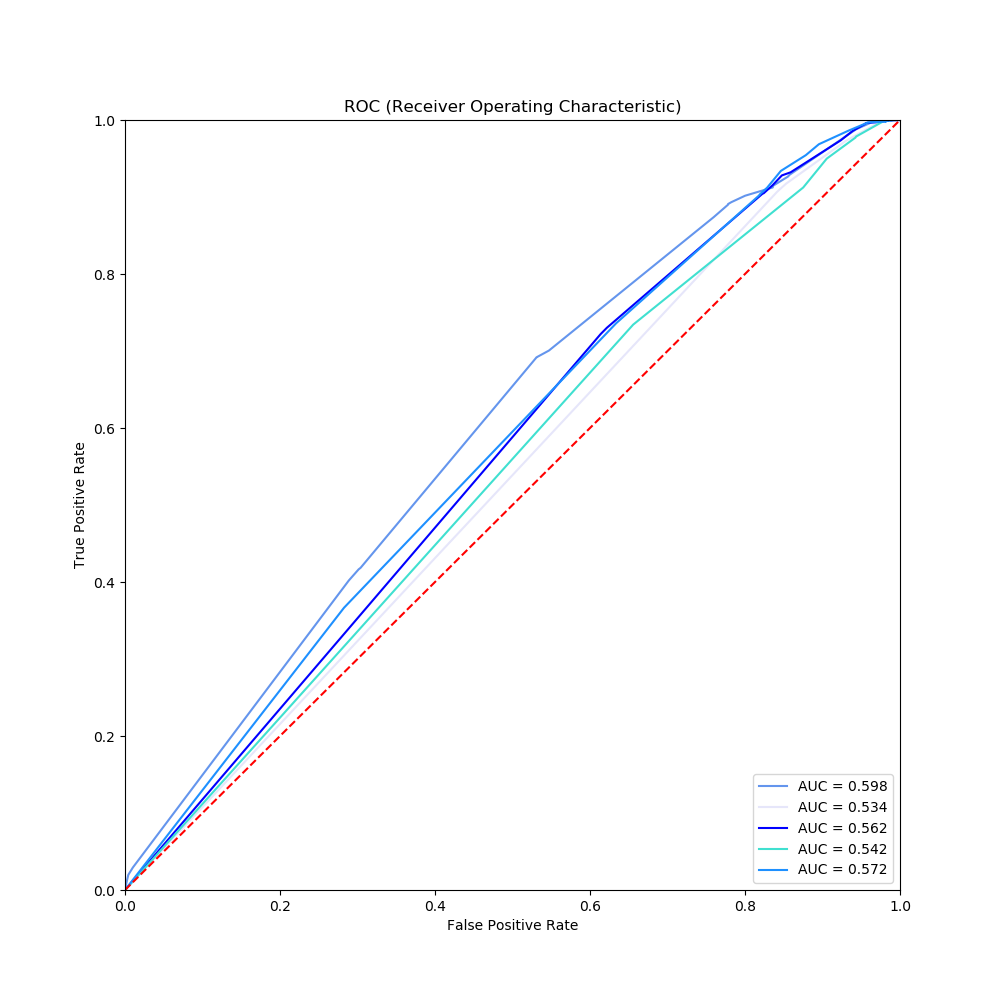 ROC (Receiver Operating Characteristic)
1.0
0.8
0.6
0.4
0.2
0.0
True Positive Rate
0.0 0.2 0.4 0.6 0.8 1.0
False Positive Rate
AUC = 0.598
AUC = 0.534
AUC = 0.562
AUC = 0.542
AUC = 0.572